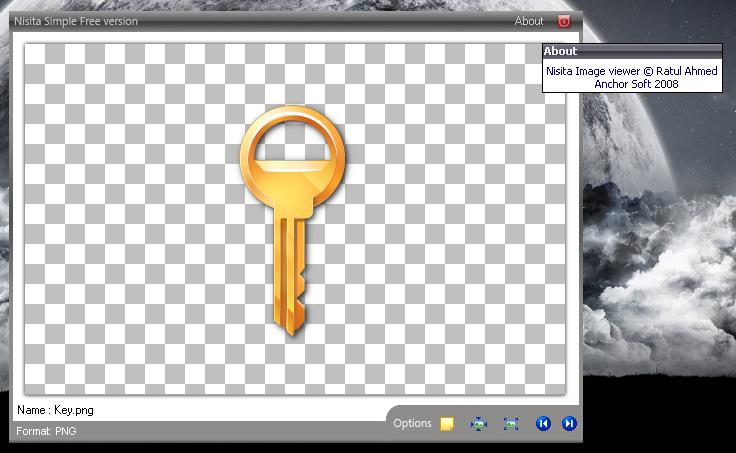 Nisita Simple Free version
About
About
Nisita Image viewer © Ratul Ahmed
Anchor Soft 2008
Name : Key.png
Options
Format: PNG